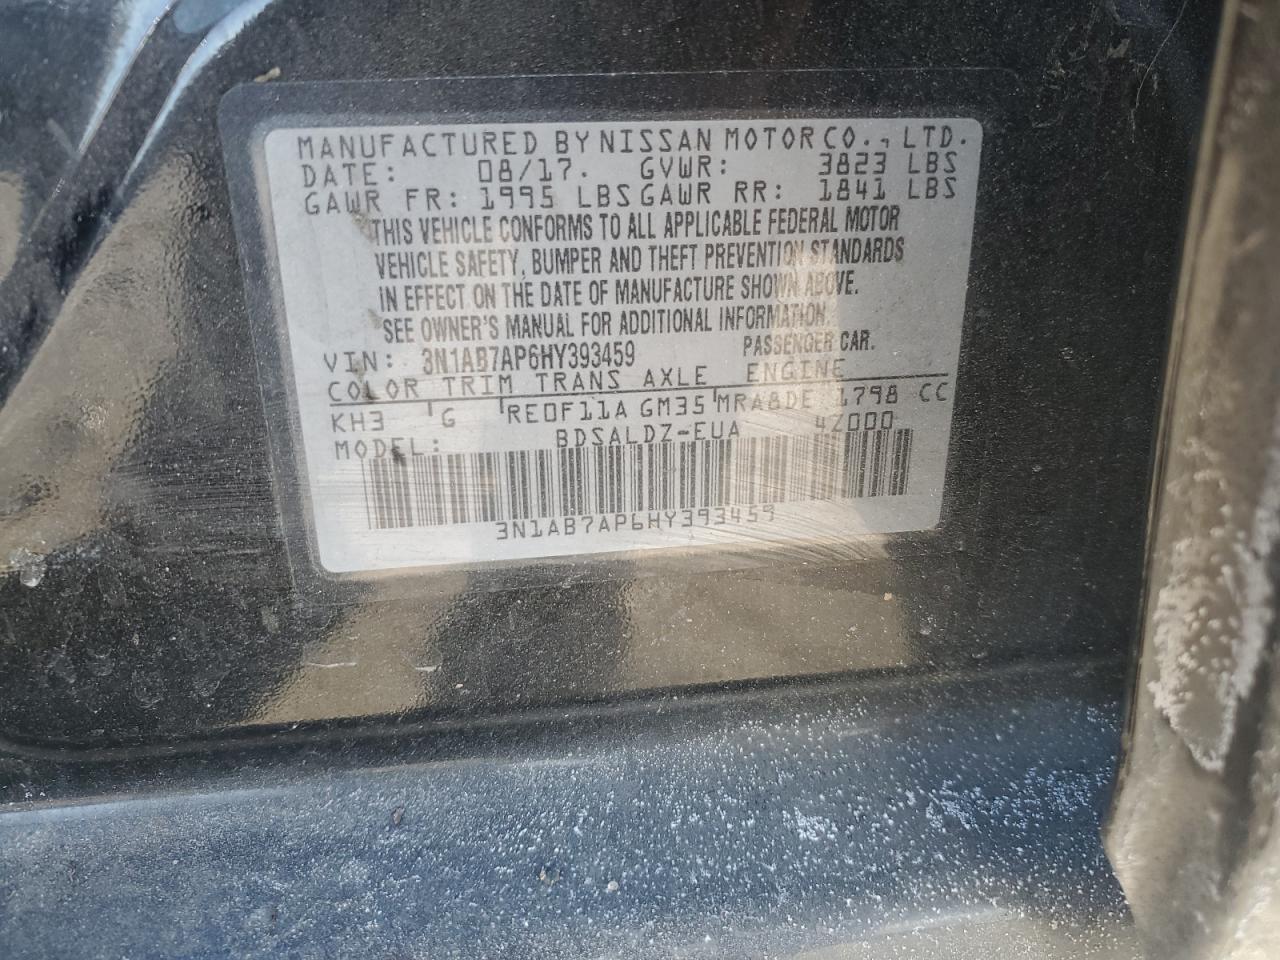 MANUFACTURED BY NISSAN MOTOR CO., LTD.
DATE: 08/17. GVWR: 3823 LBS
GAWR FR: 1995 LBS GAWR RR: 1841 LBS
THIS VEHICLE CONFORMS TO ALL APPLICABLE FEDERAL MOTOR
VEHICLE SAFETY, BUMPER AND THEFT PREVENTION STANDARDS
IN EFFECT ON THE DATE OF MANUFACTURE SHOWN ABOVE.
SEE OWNER'S MANUAL FOR ADDITIONAL INFORMATION.
VIN: 3N1AB7AP6HY393459 PASSENGER CAR.
COLOR TRIM TRANS AXLE ENGINE
KH3 G RE0F11A GM35 MRA8DE 1798 CC
MODEL: BDSALDZ-EUA 4Z000
3N1AB7AP6HY393459